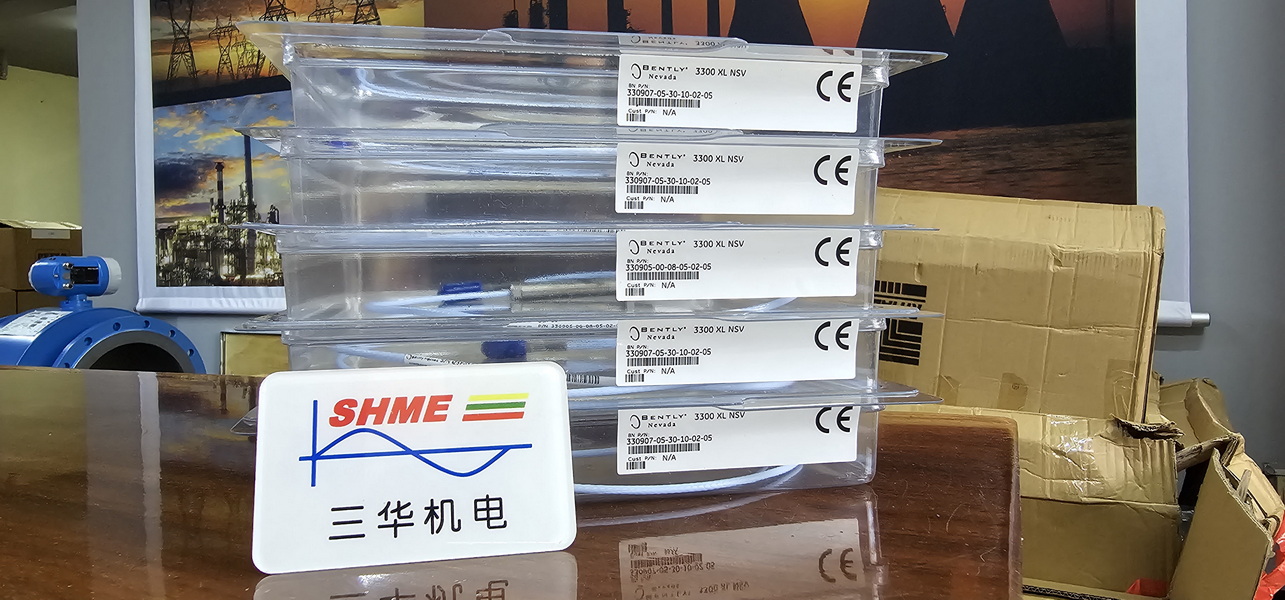 BENTLY 3300 XL NSV
Nevada
BN P/N:
330907-05-30-10-02-05
Cust P/N: N/A
CE
BENTLY 3300 XL NSV
Nevada
BN P/N:
330907-05-30-10-02-05
Cust P/N: N/A
CE
BENTLY 3300 XL NSV
Nevada
BN P/N:
330905-00-08-05-02-05
Cust P/N: N/A
CE
BENTLY 3300 XL NSV
Nevada
BN P/N:
330907-05-30-10-02-05
Cust P/N: N/A
CE
BENTLY 3300 XL NSV
Nevada
BN P/N:
330907-05-30-10-02-05
Cust P/N: N/A
CE
SHME
三华机电